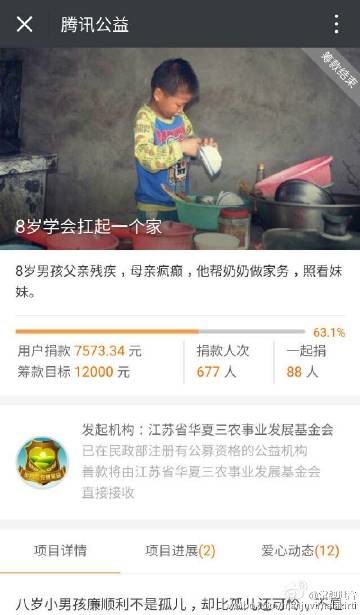 腾讯公益
筹款结束
8岁学会扛起一个家
8岁男孩父亲残疾，母亲疯癫，他帮奶奶做家务，照看妹
妹。
63.1%
用户捐款 7573.34 元
捐款人次
一起捐
筹款目标 12000 元
677 人
88 人
发起机构：江苏省华夏三农事业发展基金会
已在民政部注册有公募资格的公益机构
善款将由江苏省华夏三农事业发展基金会
直接接收
项目详情
项目进展(2)
爱心动态(12)
八岁小男孩廉顺利不是孤儿，却比孤儿还可怜，不愿